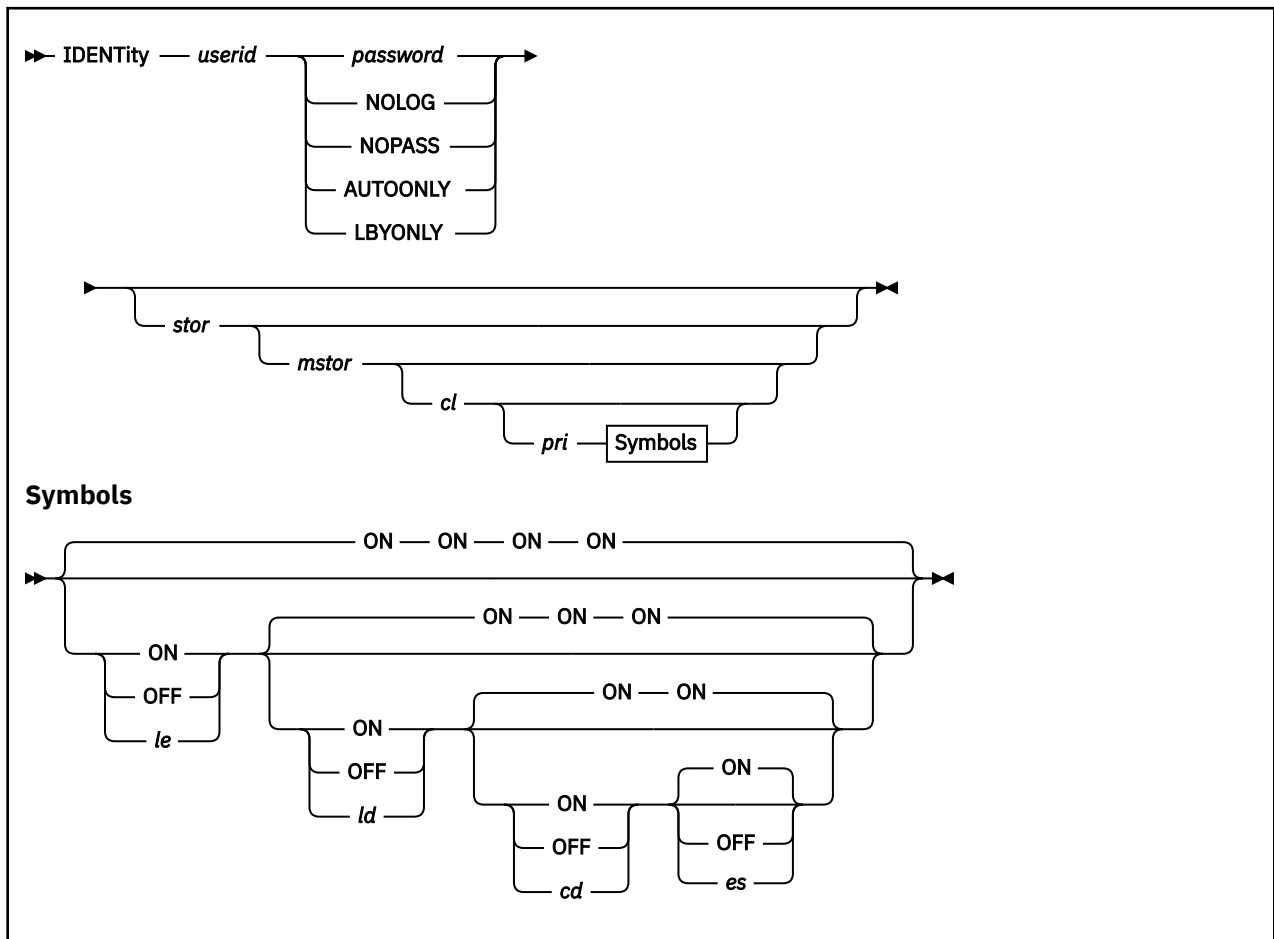 IDENTity userid password
NOLOG
NOPASS
AUTOONLY
LBYONLY
stor
mstor
cl
pri Symbols
Symbols
ON ON ON ON
ON ON ON
ON
OFF
le
ON ON
ON
OFF
ld
ON
ON
OFF
cd
OFF
es